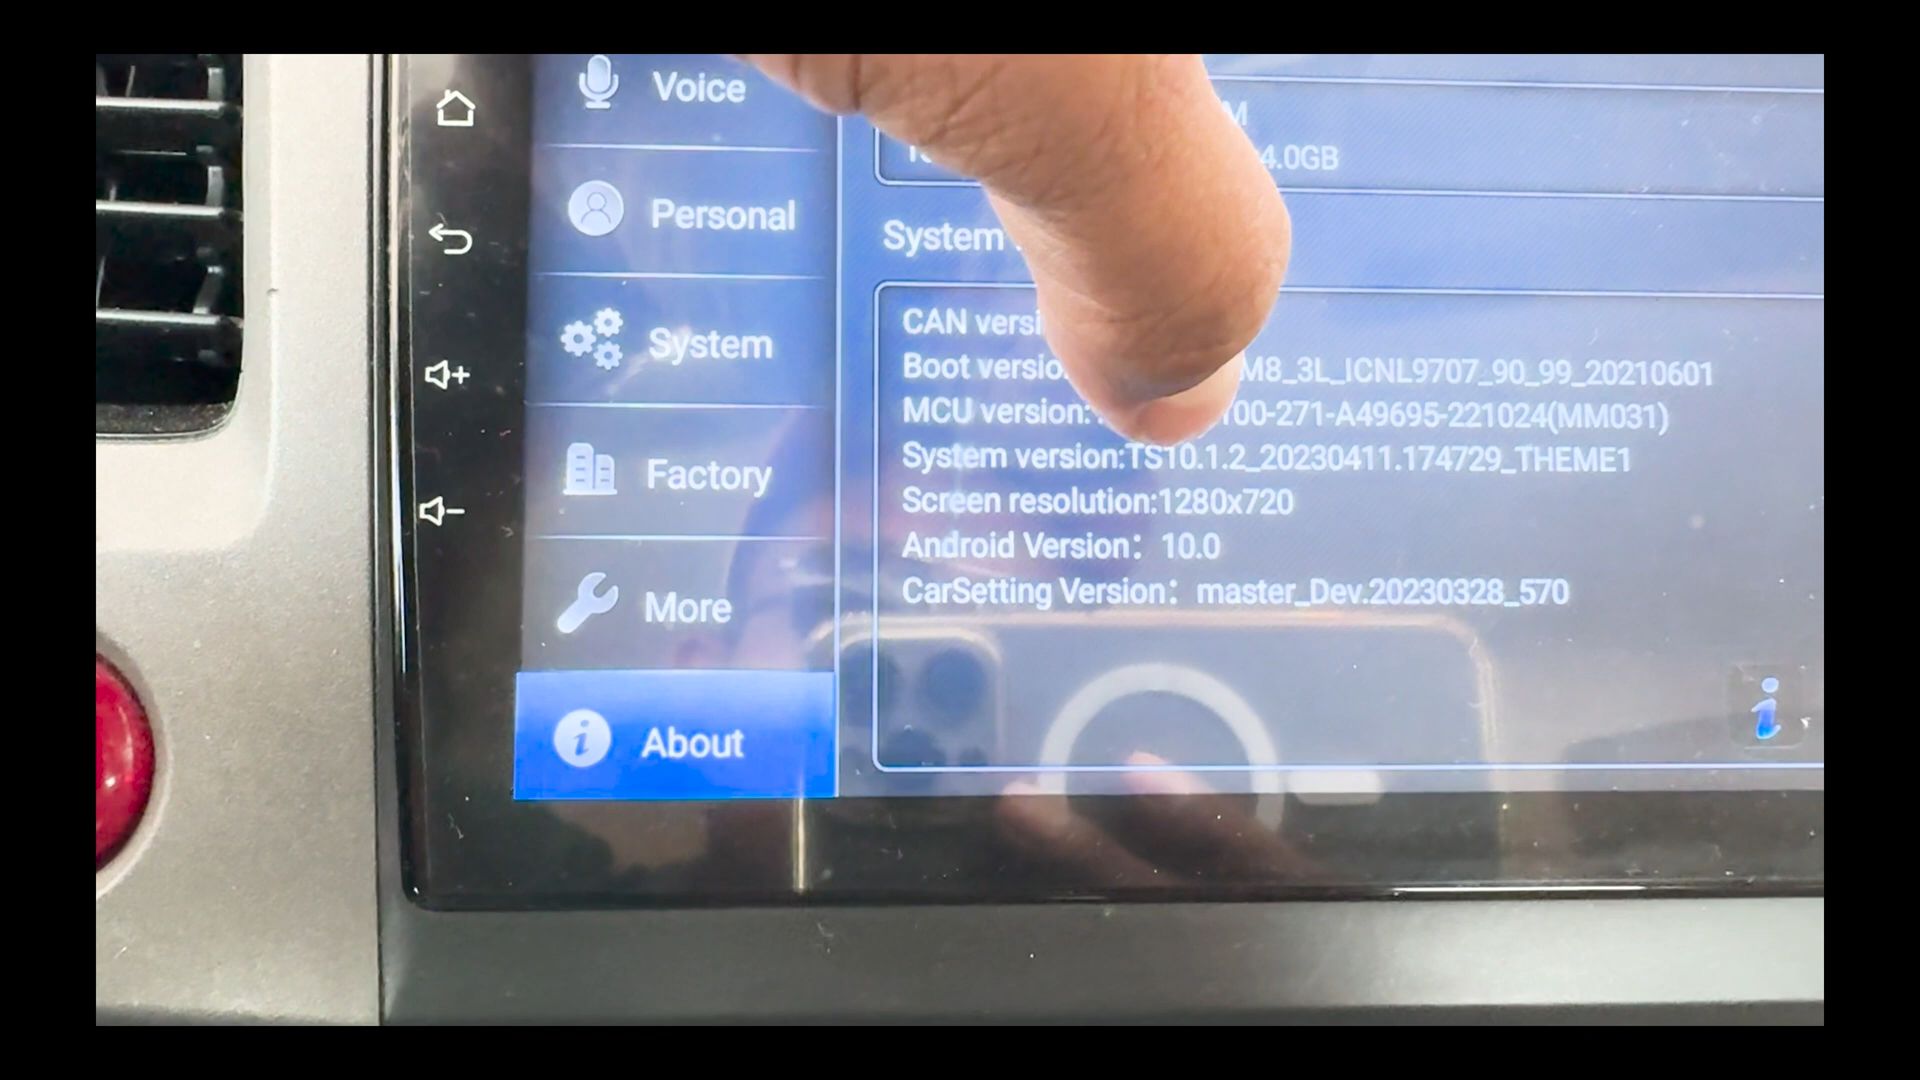 Voice
Personal
System
Factory
More
About
M
4.0GB
System
CAN versi
Boot versio M8_3L_ICNL9707_90_99_20210601
MCU version: 100-271-A49695-221024(MM031)
System version:TS10.1.2_20230411.174729_THEME1
Screen resolution:1280x720
Android Version: 10.0
CarSetting Version: master_Dev.20230328_570